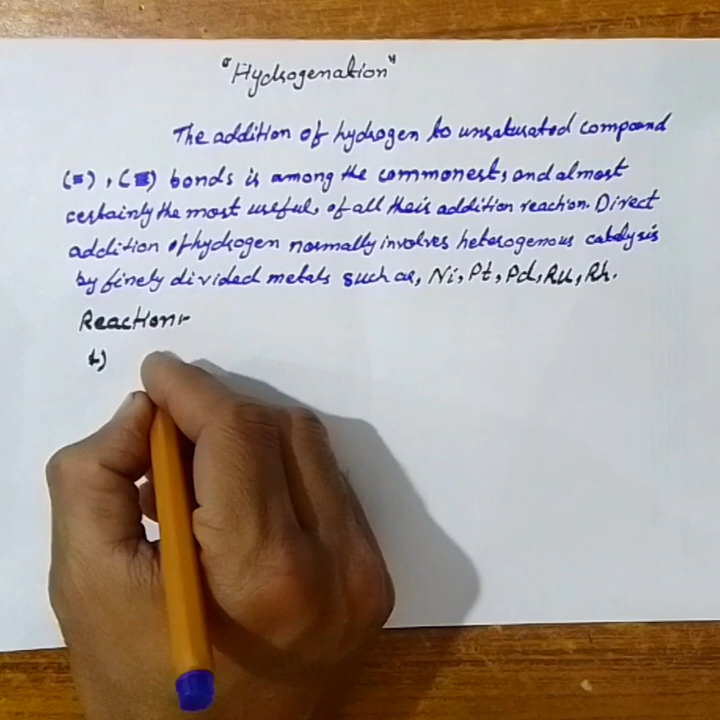 "Hydrogenation"
The addition of hydrogen to unsaturated compound
(=), (≡) bonds is among the commonest, and almost
certainly the most useful, of all their addition reaction. Direct
addition of hydrogen normally involves heterogenous catalysis
by finely divided metals such as, Ni, Pt, Pd, Ru, Rh.
Reaction:-
1)